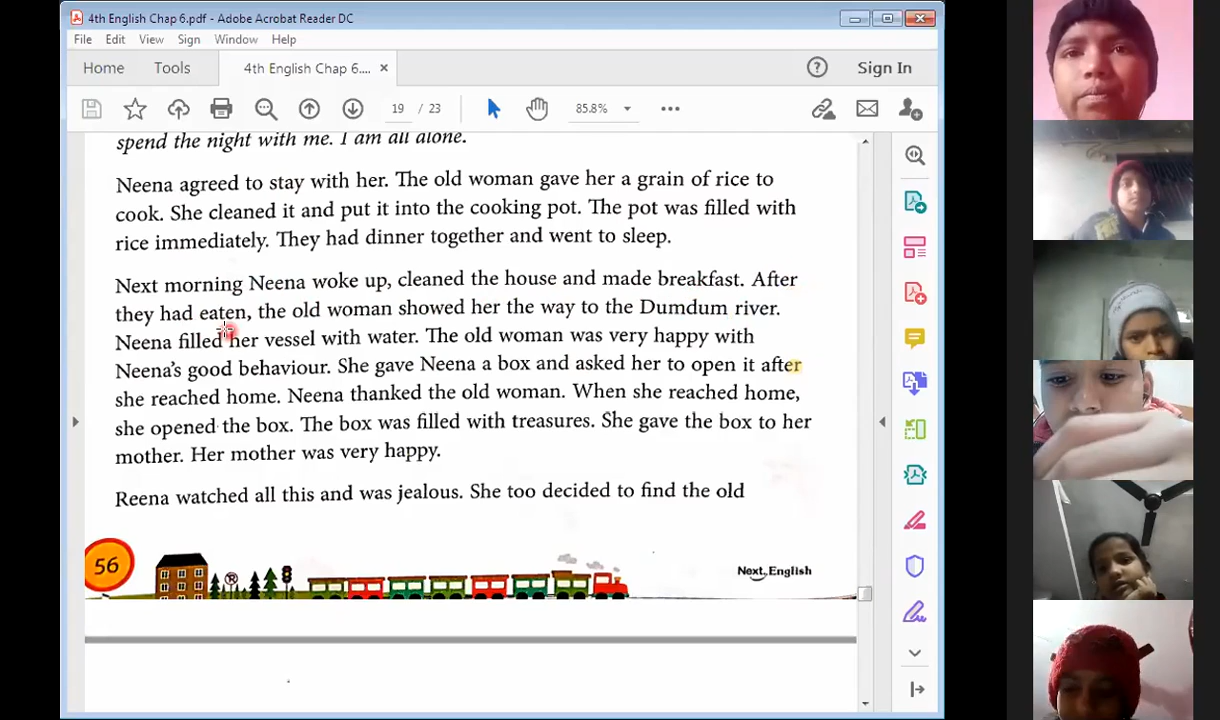 4th English Chap 6.pdf - Adobe Acrobat Reader DC
File Edit View Sign Window Help
Home Tools 4th English Chap 6.... × Sign In
19 / 23 85.8%
spend the night with me. I am all alone.
Neena agreed to stay with her. The old woman gave her a grain of rice to
cook. She cleaned it and put it into the cooking pot. The pot was filled with
rice immediately. They had dinner together and went to sleep.
Next morning Neena woke up, cleaned the house and made breakfast. After
they had eaten, the old woman showed her the way to the Dumdum river.
Neena filled her vessel with water. The old woman was very happy with
Neena's good behaviour. She gave Neena a box and asked her to open it after
she reached home. Neena thanked the old woman. When she reached home,
she opened the box. The box was filled with treasures. She gave the box to her
mother. Her mother was very happy.
Reena watched all this and was jealous. She too decided to find the old
56
Next English